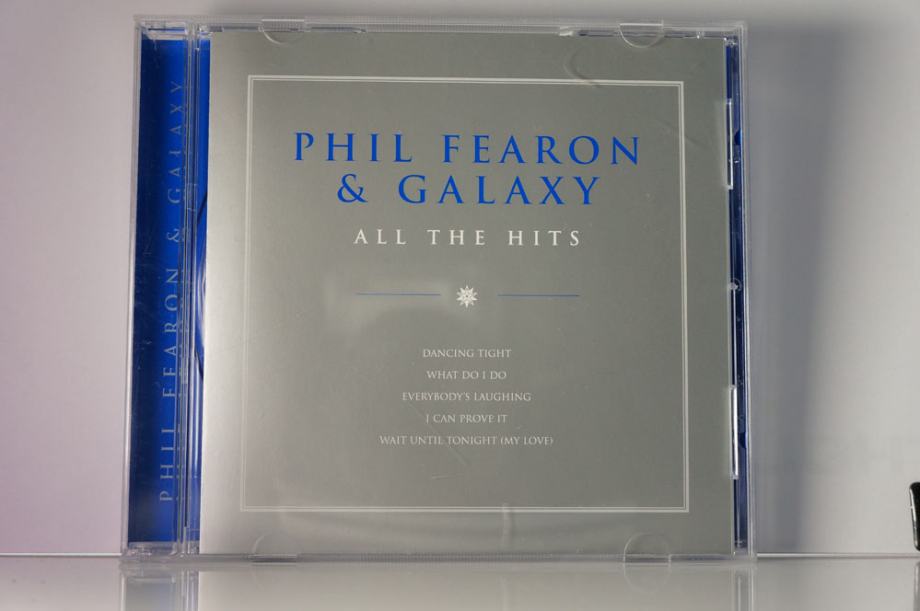 PHIL FEARON & GALAXY
PHIL FEARON
& GALAXY
ALL THE HITS
DANCING TIGHT
WHAT DO I DO
EVERYBODY'S LAUGHING
I CAN PROVE IT
WAIT UNTIL TONIGHT (MY LOVE)